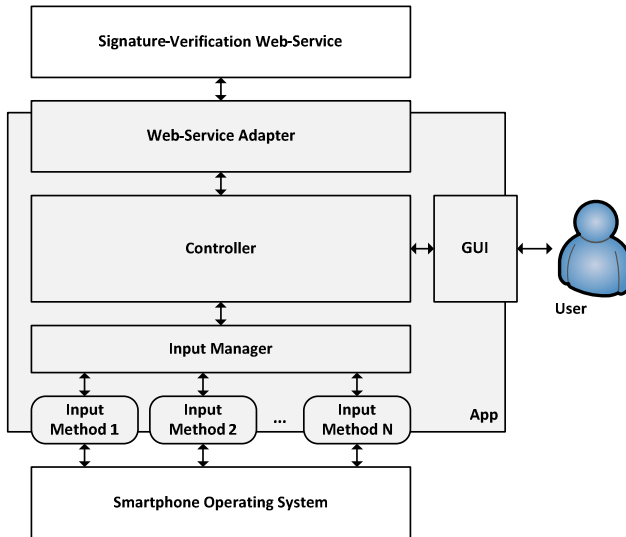 Signature-Verification Web-Service
Web-Service Adapter
Controller
GUI
User
Input Manager
Input
Method 1
Input
Method 2
...
Input
Method N
App
Smartphone Operating System